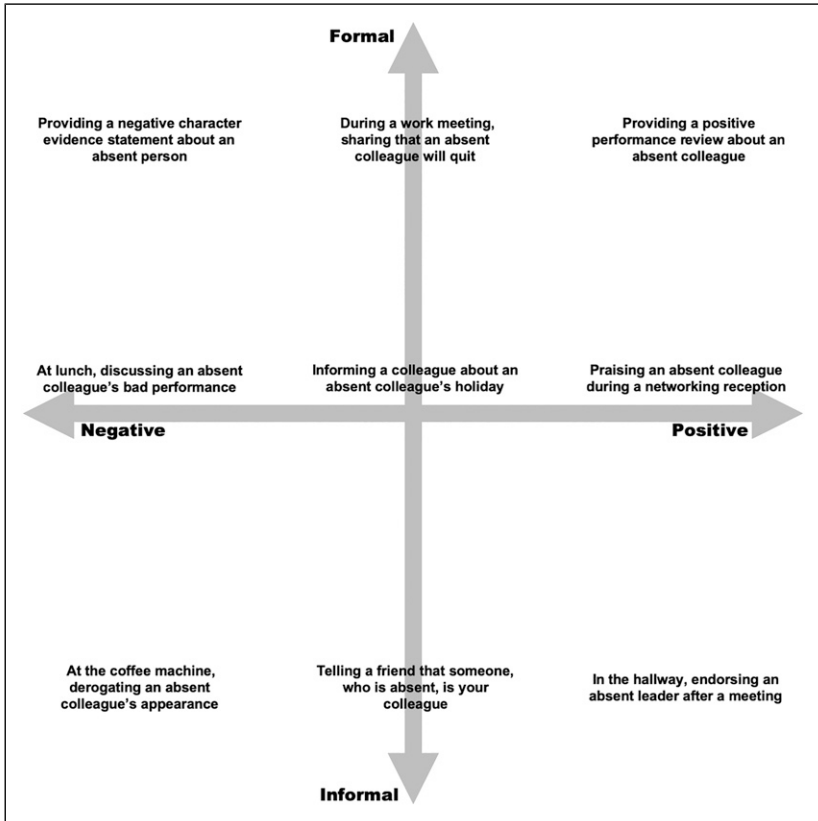 Formal
Providing a negative character
evidence statement about an
absent person
During a work meeting,
sharing that an absent
colleague will quit
Providing a positive
performance review about an
absent colleague
At lunch, discussing an absent
colleague's bad performance
Informing a colleague about an
absent colleague's holiday
Praising an absent colleague
during a networking reception
Negative
Positive
At the coffee machine,
derogating an absent
colleague's appearance
Telling a friend that someone,
who is absent, is your
colleague
In the hallway, endorsing an
absent leader after a meeting
Informal